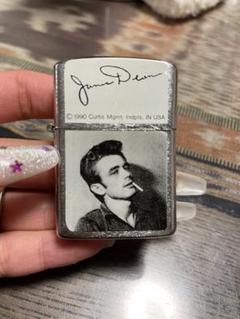 James Dean
© 1990 Curtis Mgmt. Indpls, IN USA